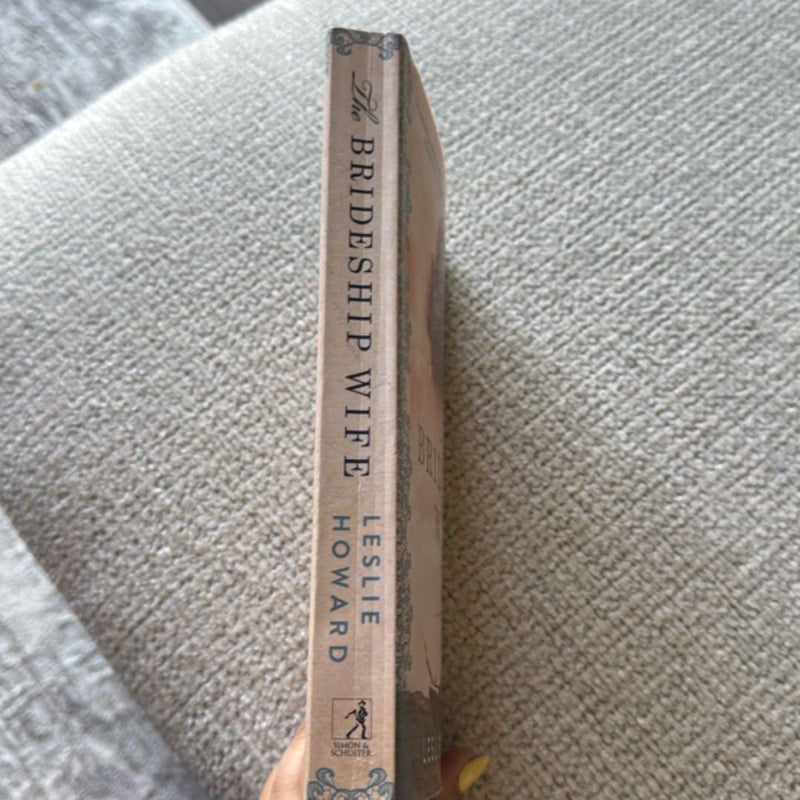 The BRIDESHIP WIFE
LESLIE
HOWARD
SIMON &
SCHUSTER